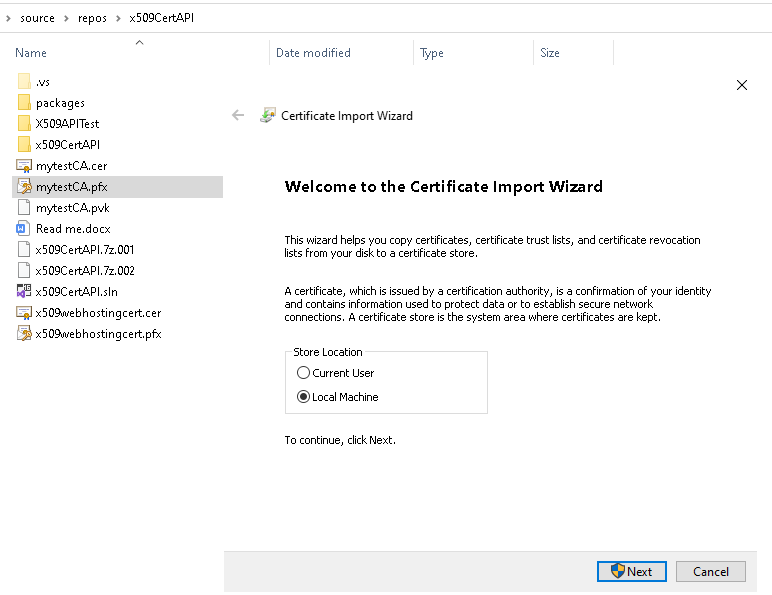 source > repos > x509CertAPI
Name Date modified Type Size
.vs
packages
X509APITest
x509CertAPI
mytestCA.cer
mytestCA.pfx
mytestCA.pvk
Read me.docx
x509CertAPI.7z.001
x509CertAPI.7z.002
x509CertAPI.sln
x509webhostingcert.cer
x509webhostingcert.pfx
Certificate Import Wizard
Welcome to the Certificate Import Wizard
This wizard helps you copy certificates, certificate trust lists, and certificate revocation
lists from your disk to a certificate store.
A certificate, which is issued by a certification authority, is a confirmation of your identity
and contains information used to protect data or to establish secure network
connections. A certificate store is the system area where certificates are kept.
Store Location
Current User
Local Machine
To continue, click Next.
Next
Cancel